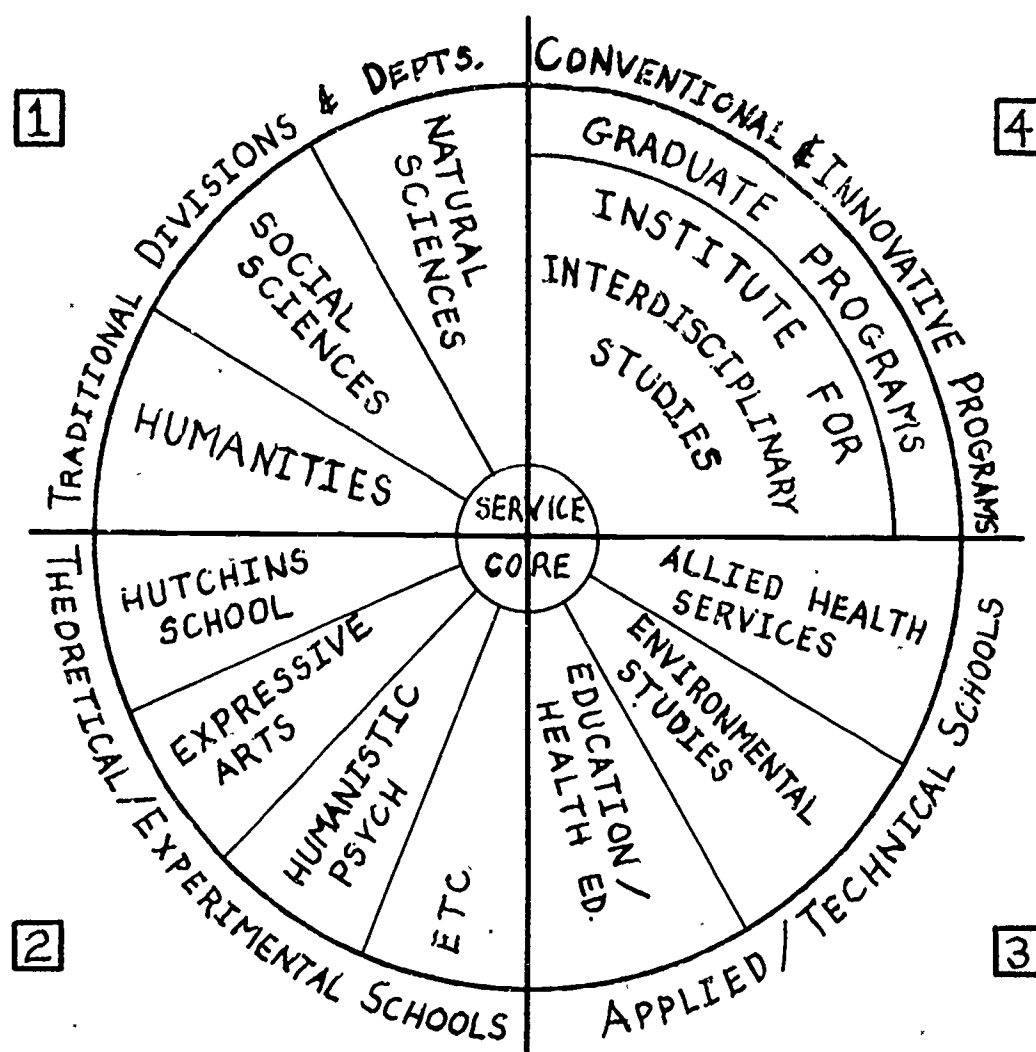 1
TRADITIONAL DIVISIONS & DEPTS.
NATURAL
SCIENCES
SOCIAL
SCIENCES
HUMANITIES
4
CONVENTIONAL & INNOVATIVE PROGRAMS
GRADUATE PROGRAMS
INSTITUTE FOR
INTERDISCIPLINARY
STUDIES
SERVICE
CORE
2
THEORETICAL/EXPERIMENTAL SCHOOLS
HUTCHINS
SCHOOL
EXPRESSIVE
ARTS
HUMANISTIC
PSYCH
ETC.
3
APPLIED/TECHNICAL SCHOOLS
ALLIED HEALTH
SERVICES
ENVIRONMENTAL
STUDIES
EDUCATION/
HEALTH ED.